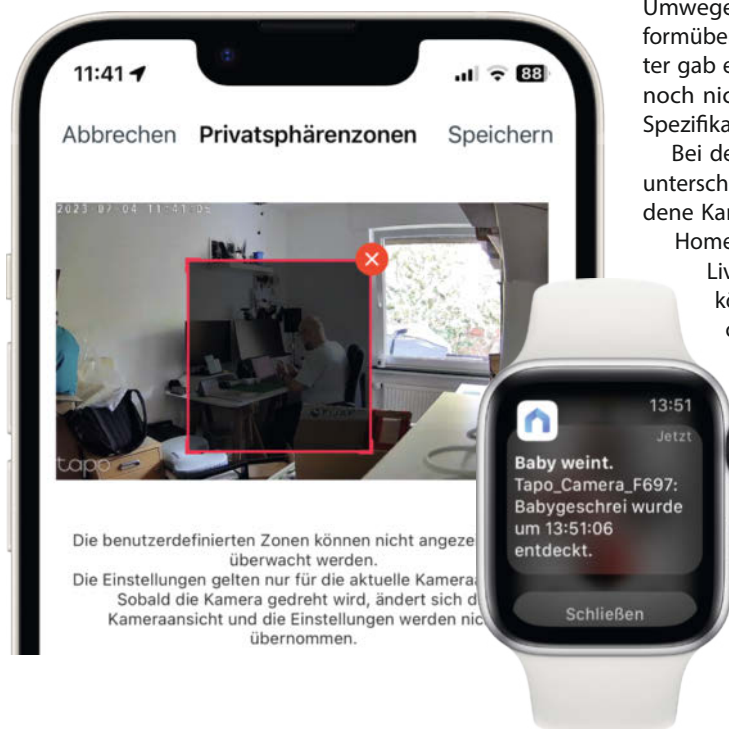 11:41
88
Abbrechen Privatsphärenzonen Speichern
2023-07-04 11:41:05
tapo
Die benutzerdefinierten Zonen können nicht angeze
überwacht werden.
Die Einstellungen gelten nur für die aktuelle Kameraa
Sobald die Kamera gedreht wird, ändert sich d
Kameraansicht und die Einstellungen werden nic
übernommen.
13:51
Jetzt
Baby weint.
Tapo_Camera_F697:
Babygeschrei wurde
um 13:51:06
entdeckt.
Schließen
Umwege
formübe
ter gab e
noch nic
Spezifika
Bei de
untersch
dene Kar
Home
Liv
kö